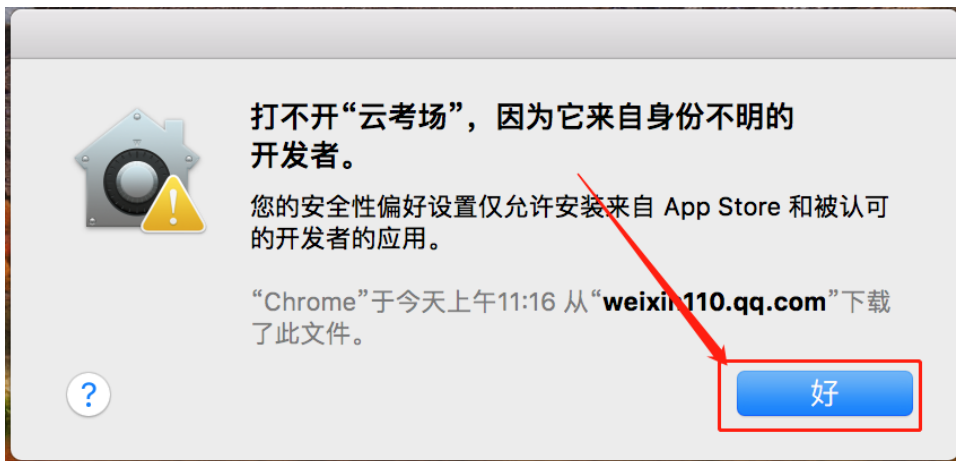 打不开“云考场”，因为它来自身份不明的
开发者。
您的安全性偏好设置仅允许安装来自 App Store 和被认可
的开发者的应用。
“Chrome”于今天上午11:16 从“weixin110.qq.com”下载
了此文件。
?
好